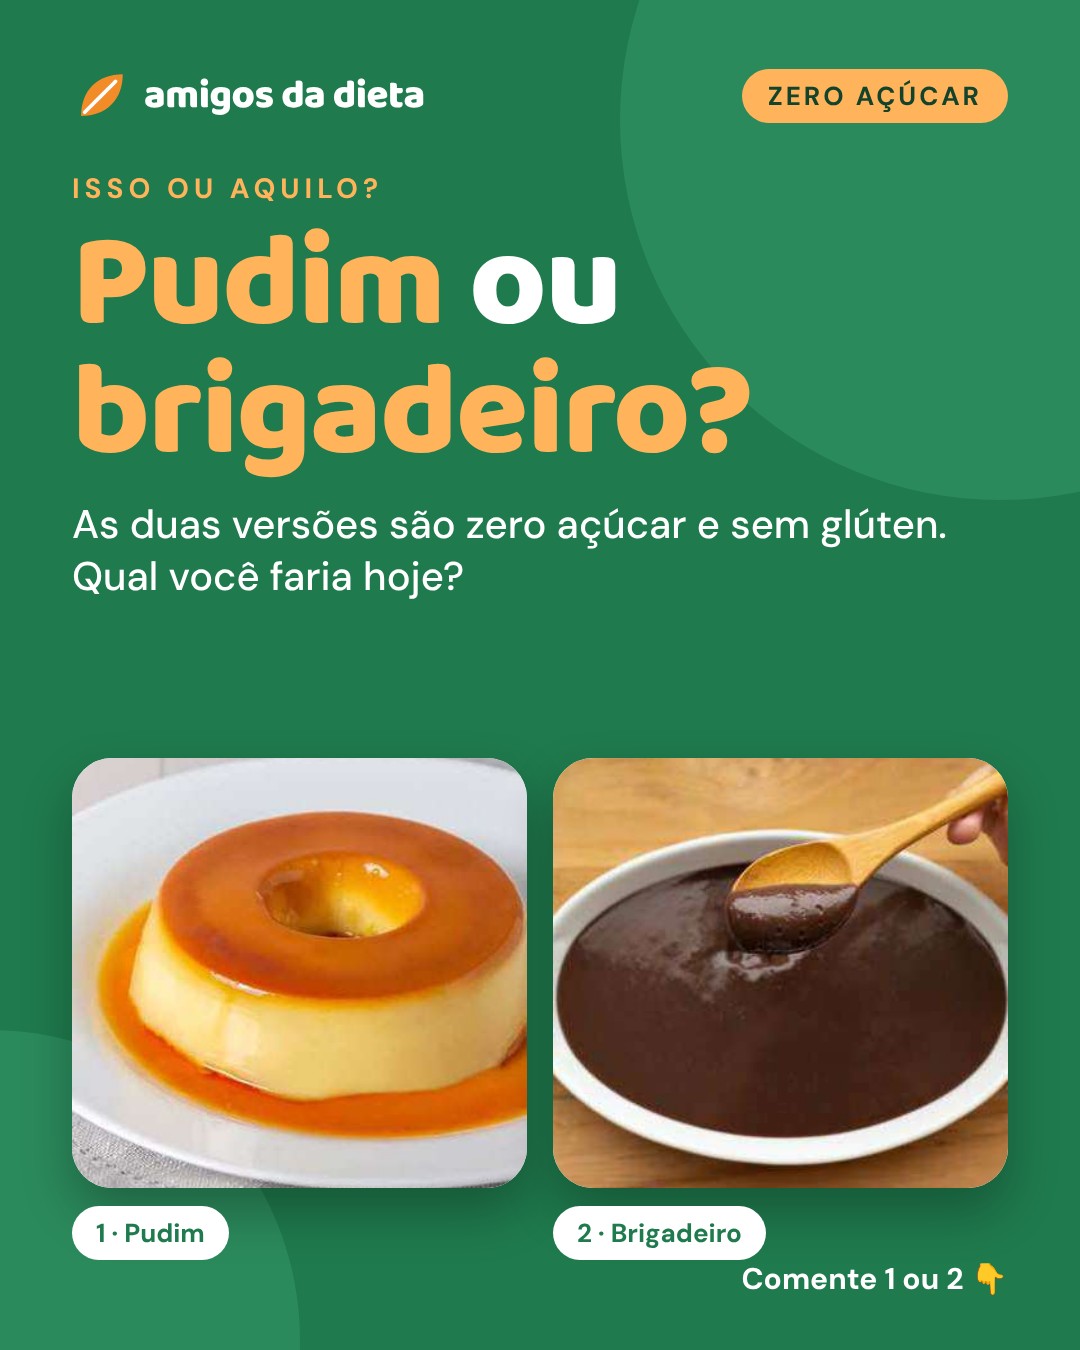 amigos da dieta
ZERO AÇÚCAR
ISSO OU AQUILO?
Pudim ou
brigadeiro?
As duas versões são zero açúcar e sem glúten.
Qual você faria hoje?
1 · Pudim
2 · Brigadeiro
Comente 1 ou 2 👇